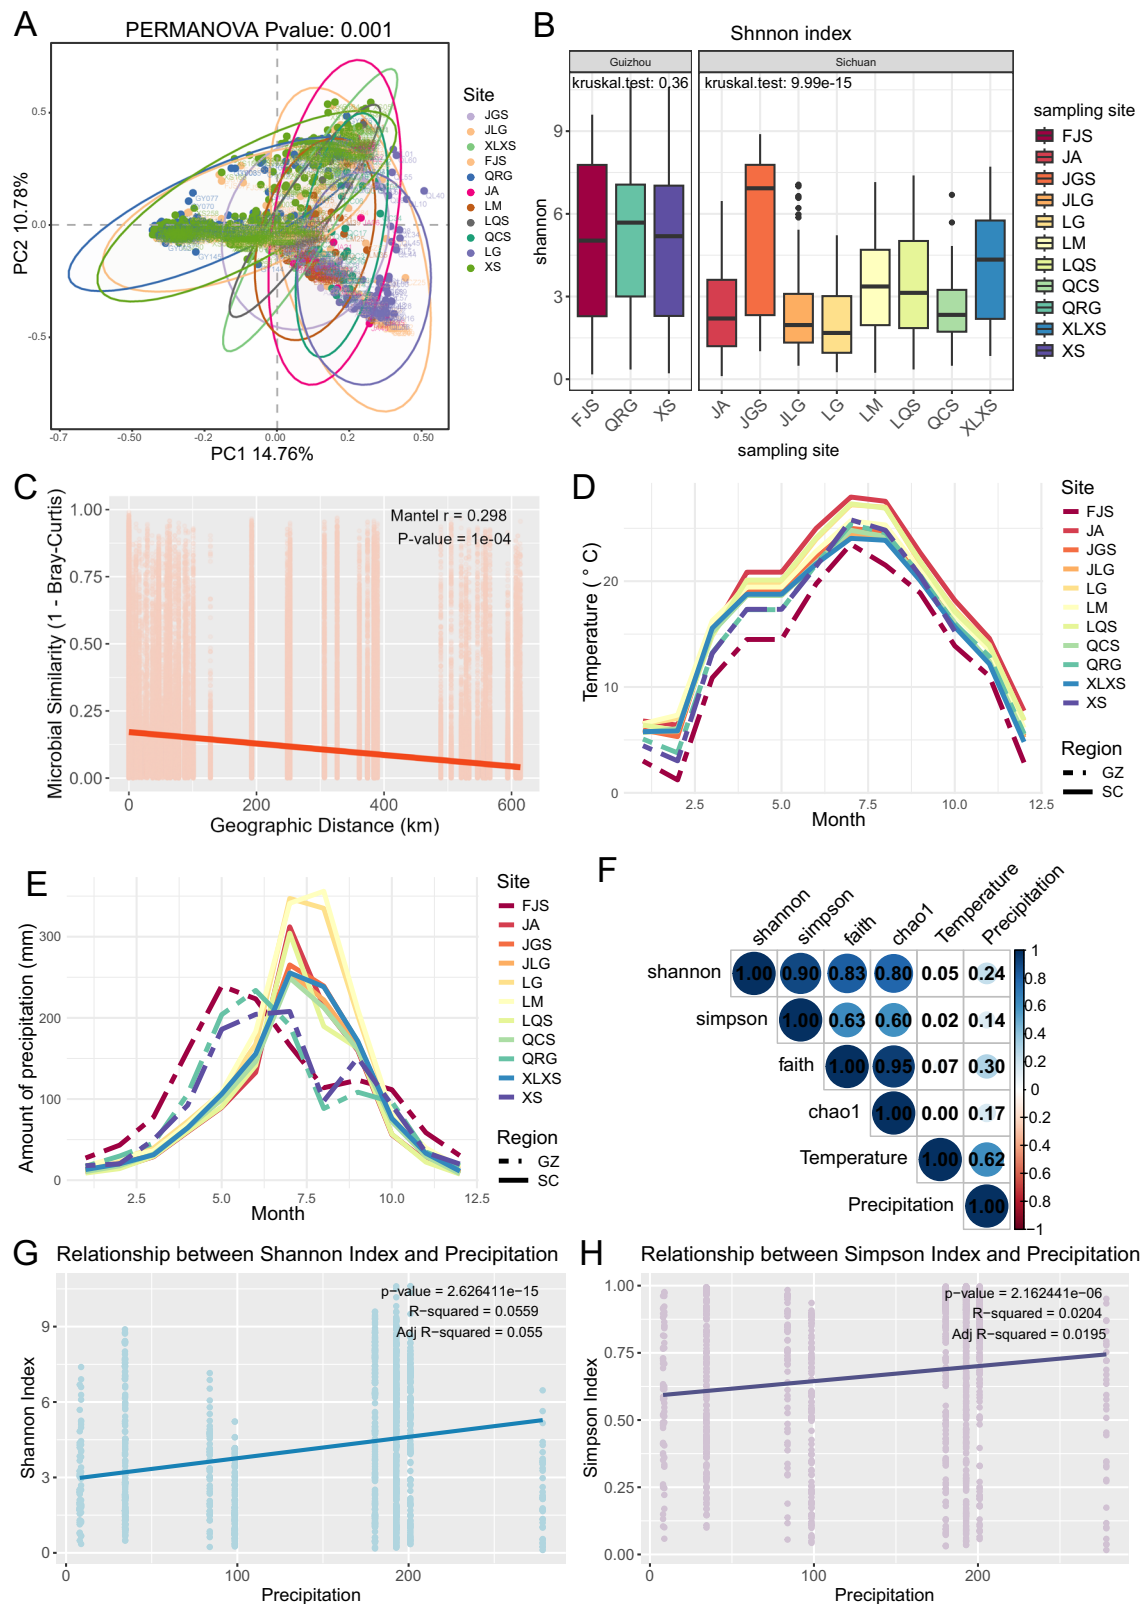 A
PERMANOVA Pvalue: 0.001
PC2 10.78%
0.5
0.0
-0.5
-0.7
-0.50
-0.2
0.00
0.2
0.50
PC1 14.76%
GY077
GY070
GY145
QL40
Site
JGS
JLG
XLXS
FJS
QRG
JA
LM
LQS
QCS
LG
XS
B
Shnnon index
Guizhou
Sichuan
kruskal.test: 0.36
kruskal.test: 9.99e-15
shannon
9
6
3
0
FJS
QRG
XS
JA
JGS
JLG
LG
LM
LQS
QCS
XLXS
sampling site
sampling site
FJS
JA
JGS
JLG
LG
LM
LQS
QCS
QRG
XLXS
XS
C
Microbial Similarity (1 - Bray-Curtis)
1.00
0.75
0.50
0.25
0.00
Mantel r = 0.298
P-value = 1e-04
0
200
400
600
Geographic Distance (km)
D
Temperature ( ° C)
20
10
0
2.5
5.0
7.5
10.0
12.5
Month
Site
FJS
JA
JGS
JLG
LG
LM
LQS
QCS
QRG
XLXS
XS
Region
GZ
SC
E
Amount of precipitation (mm)
300
200
100
0
2.5
5.0
7.5
10.0
12.5
Month
Site
FJS
JA
JGS
JLG
LG
LM
LQS
QCS
QRG
XLXS
XS
Region
GZ
SC
F
shannon
simpson
faith
chao1
Temperature
Precipitation
shannon 1.00 0.90 0.83 0.80 0.05 0.24
simpson 1.00 0.63 0.60 0.02 0.14
faith 1.00 0.95 0.07 0.30
chao1 1.00 0.00 0.17
Temperature 1.00 0.62
Precipitation 1.00
1
0.8
0.6
0.4
0.2
0
−0.2
−0.4
−0.6
−0.8
−1
G
Relationship between Shannon Index and Precipitation
p−value = 2.626411e−15
R−squared = 0.0559
Adj R−squared = 0.055
Shannon Index
9
6
3
0
0
100
200
Precipitation
H
Relationship between Simpson Index and Precipitation
p−value = 2.162441e−06
R−squared = 0.0204
Adj R−squared = 0.0195
Simpson Index
1.00
0.75
0.50
0.25
0.00
0
100
200
Precipitation